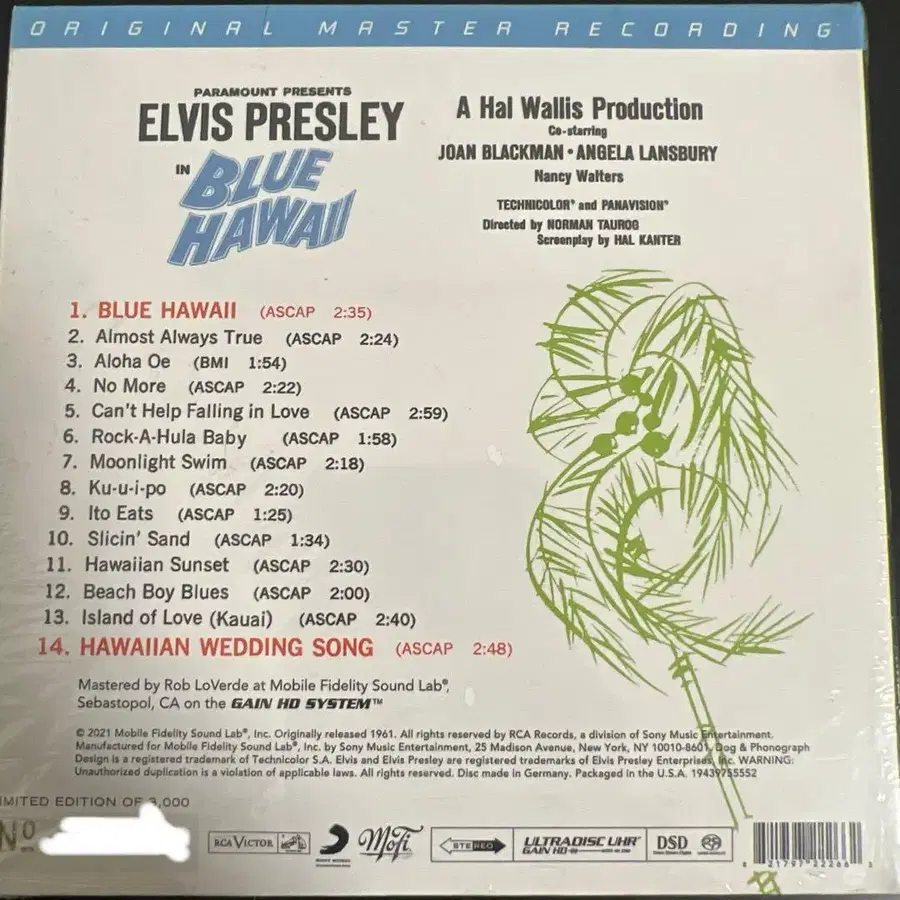 ORIGINAL MASTER RECORDING
PARAMOUNT PRESENTS
ELVIS PRESLEY
IN BLUE
HAWAII
A Hal Wallis Production
Co-starring
JOAN BLACKMAN • ANGELA LANSBURY
Nancy Walters
TECHNICOLOR® and PANAVISION®
Directed by NORMAN TAUROG
Screenplay by HAL KANTER
1. BLUE HAWAII (ASCAP 2:35)
2. Almost Always True (ASCAP 2:24)
3. Aloha Oe (BMI 1:54)
4. No More (ASCAP 2:22)
5. Can't Help Falling in Love (ASCAP 2:59)
6. Rock-A-Hula Baby (ASCAP 1:58)
7. Moonlight Swim (ASCAP 2:18)
8. Ku-u-i-po (ASCAP 2:20)
9. Ito Eats (ASCAP 1:25)
10. Slicin' Sand (ASCAP 1:34)
11. Hawaiian Sunset (ASCAP 2:30)
12. Beach Boy Blues (ASCAP 2:00)
13. Island of Love (Kauai) (ASCAP 2:40)
14. HAWAIIAN WEDDING SONG (ASCAP 2:48)
Mastered by Rob LoVerde at Mobile Fidelity Sound Lab®,
Sebastopol, CA on the GAIN HD SYSTEM™
© 2021 Mobile Fidelity Sound Lab®, Inc. Originally released 1961. All rights reserved by RCA Records, a division of Sony Music Entertainment.
Manufactured for Mobile Fidelity Sound Lab®, Inc. by Sony Music Entertainment, 25 Madison Avenue, New York, NY 10010-8601. Dog & Phonograph
Design is a registered trademark of Technicolor S.A. Elvis and Elvis Presley are registered trademarks of Elvis Presley Enterprises, Inc. WARNING:
Unauthorized duplication is a violation of applicable laws. All rights reserved. Disc made in Germany. Packaged in the U.S.A. 19439755552
LIMITED EDITION OF 3,000
Nº
RCA VICTOR
SONY MUSIC
MoFi
STEREO
ULTRADISC UHR™
GAIN HD
DSD
8 21797 22266 3